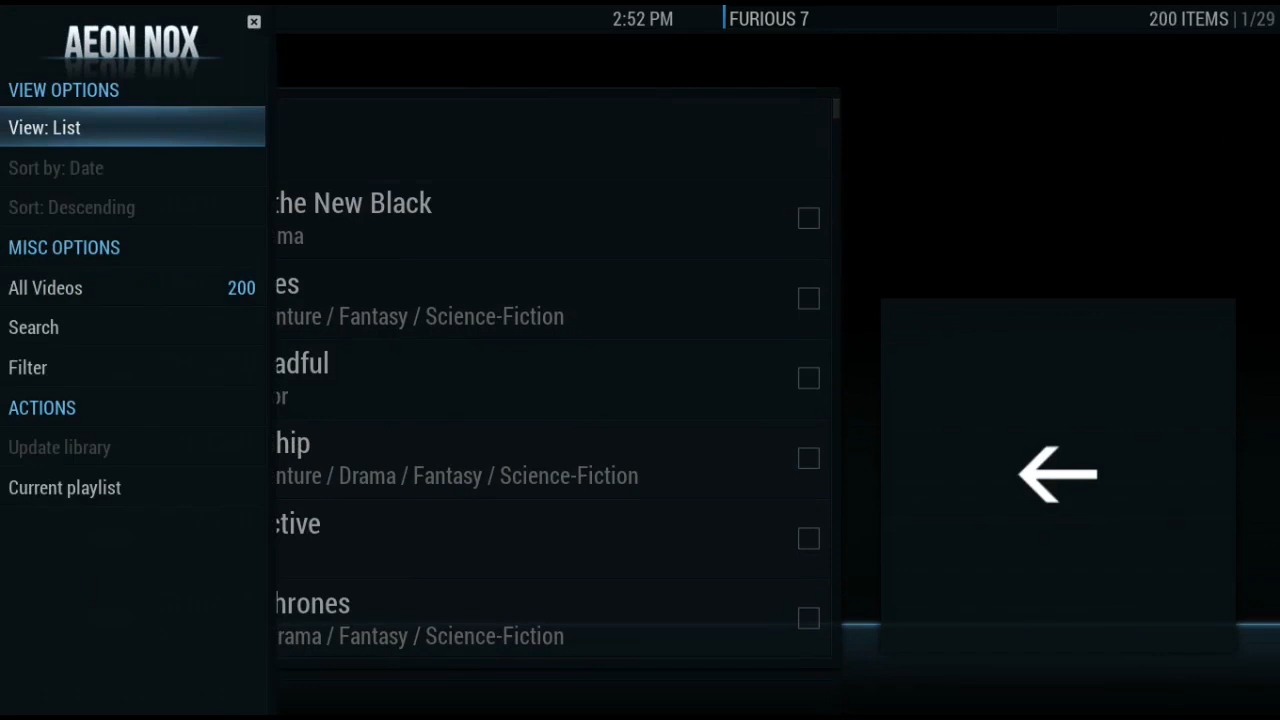 AEON NOX
2:52 PM
FURIOUS 7
200 ITEMS | 1/29
VIEW OPTIONS
View: List
Sort by: Date
Sort: Descending
MISC OPTIONS
All Videos 200
Search
Filter
ACTIONS
Update library
Current playlist
the New Black
ma
es
nture / Fantasy / Science-Fiction
adful
or
hip
nture / Drama / Fantasy / Science-Fiction
ctive
hrones
rama / Fantasy / Science-Fiction